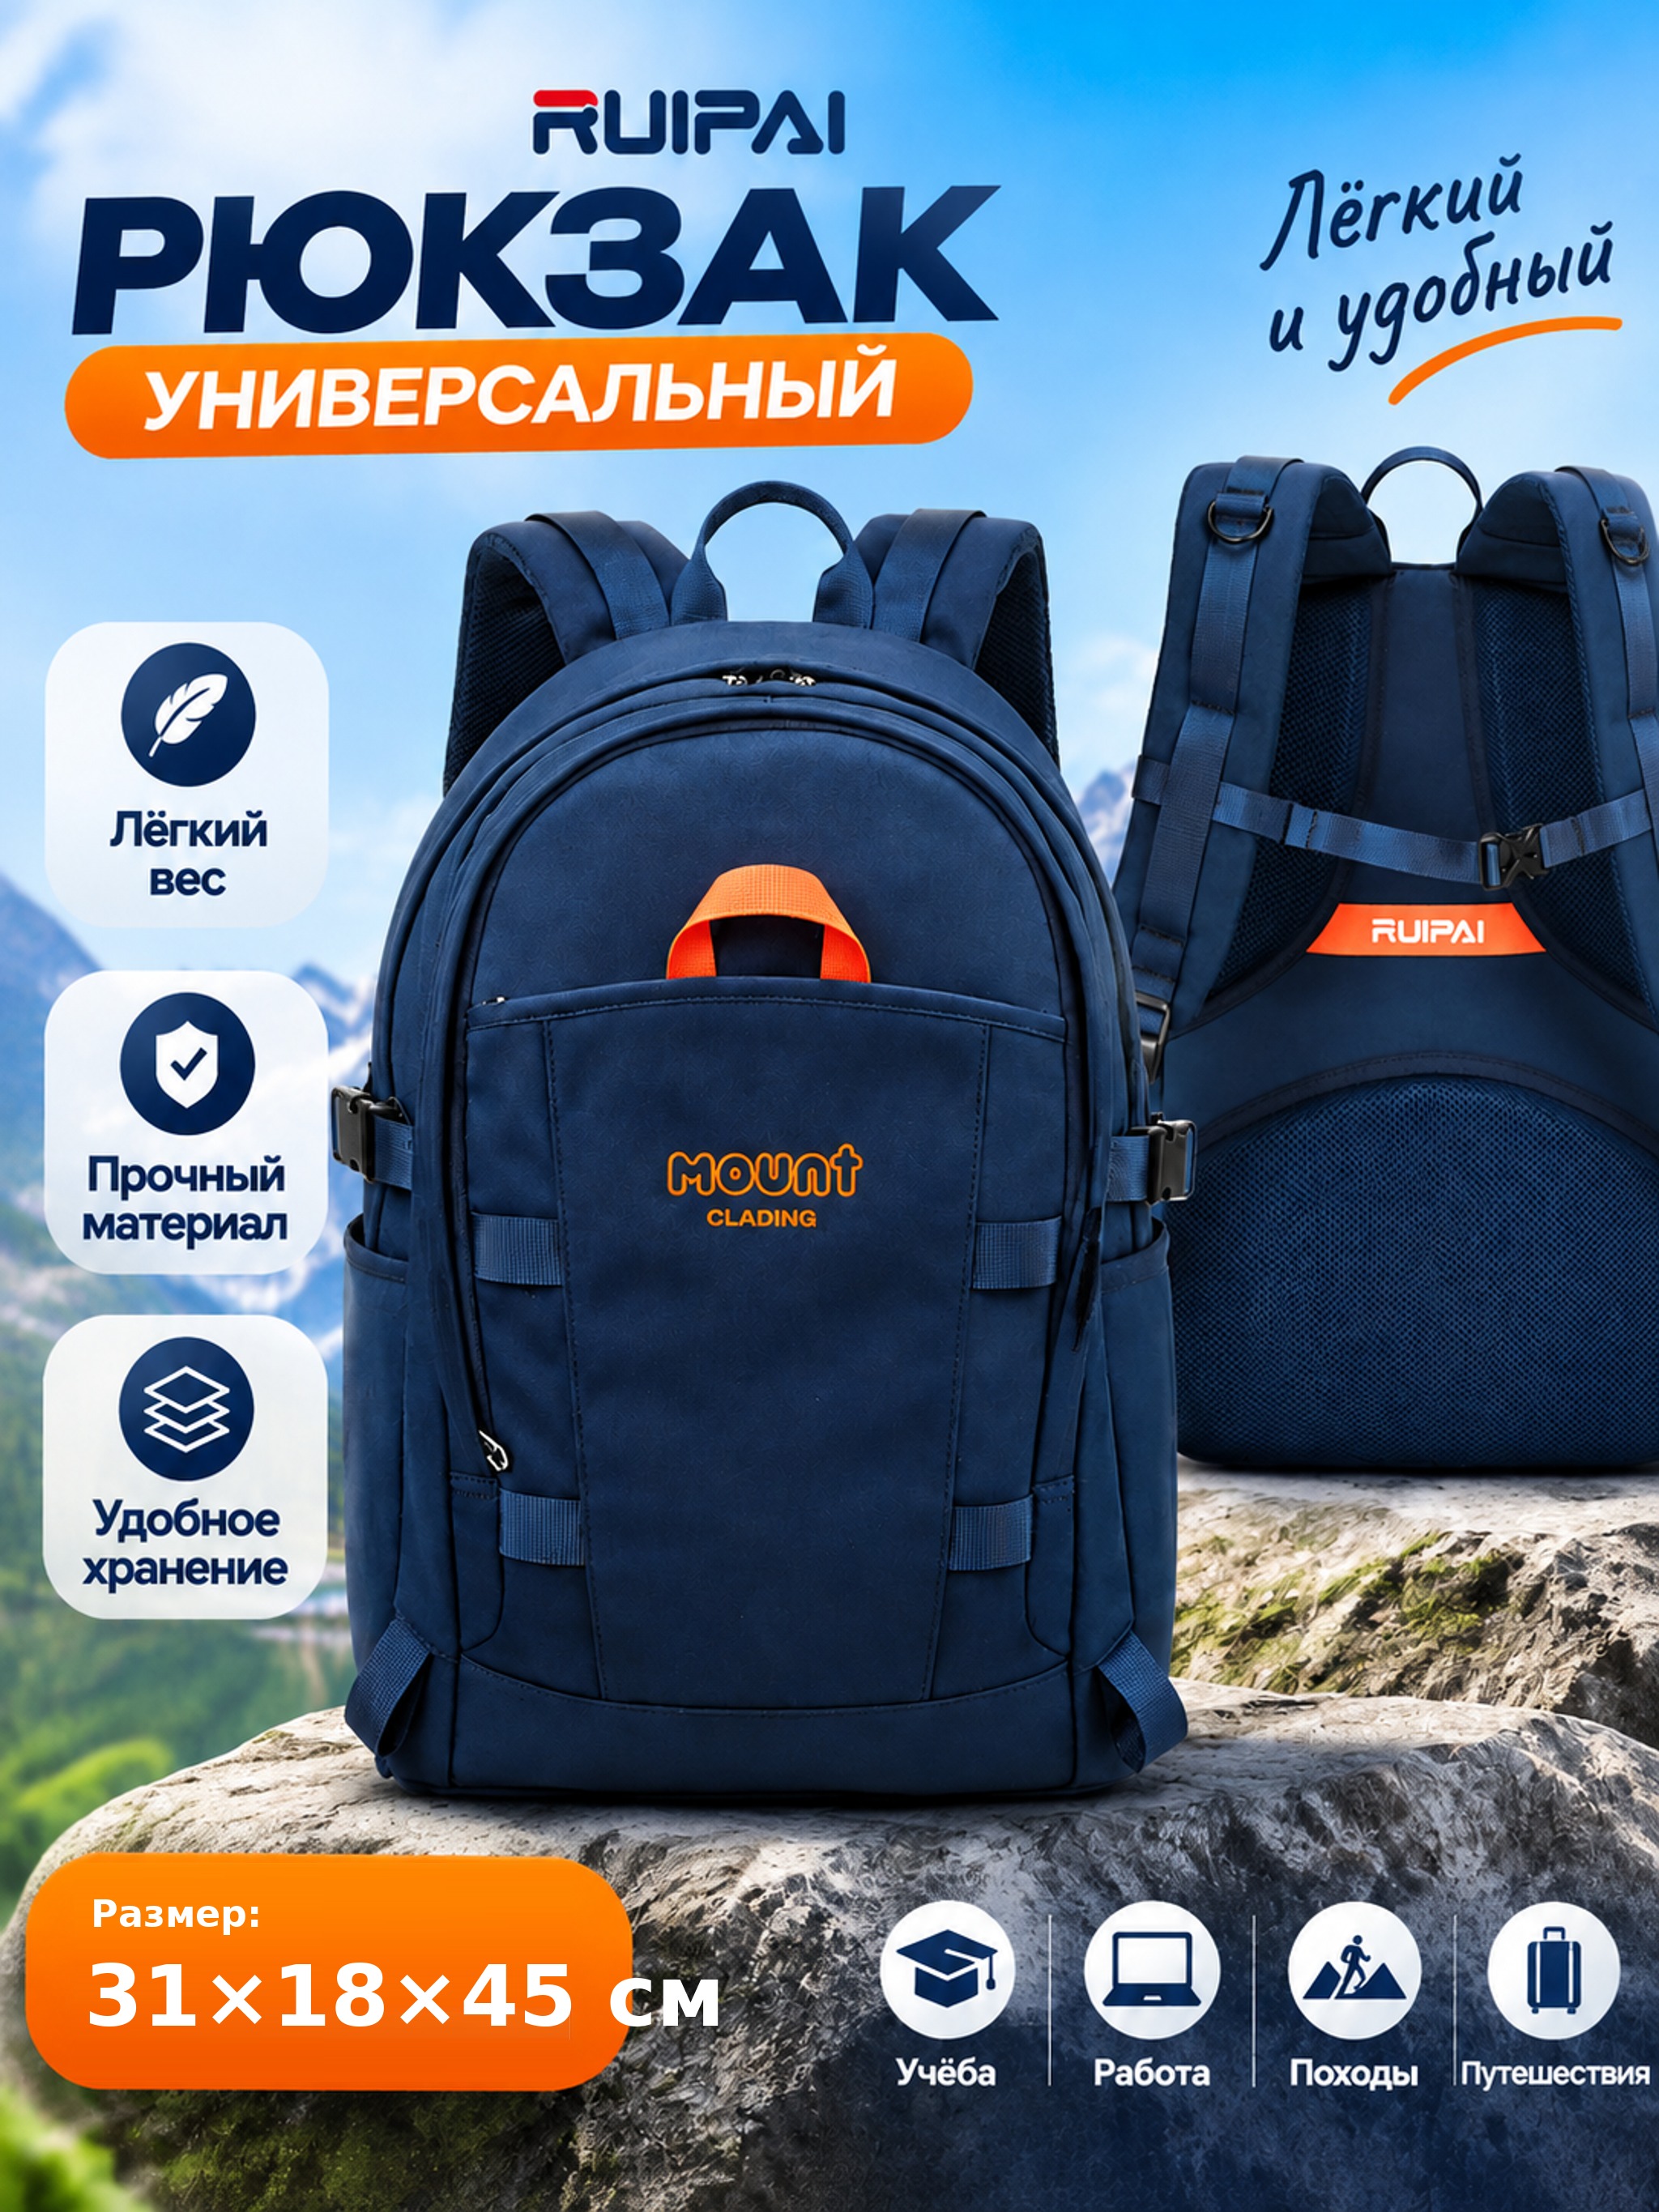 RUIPAI
РЮКЗАК
УНИВЕРСАЛЬНЫЙ
Лёгкий
и удобный
Лёгкий
вес
RUIPAI
Прочный
материал
mount
CLADING
Удобное
хранение
Размер:
31×18×45 см
Учёба
Работа
Походы
Путешествия